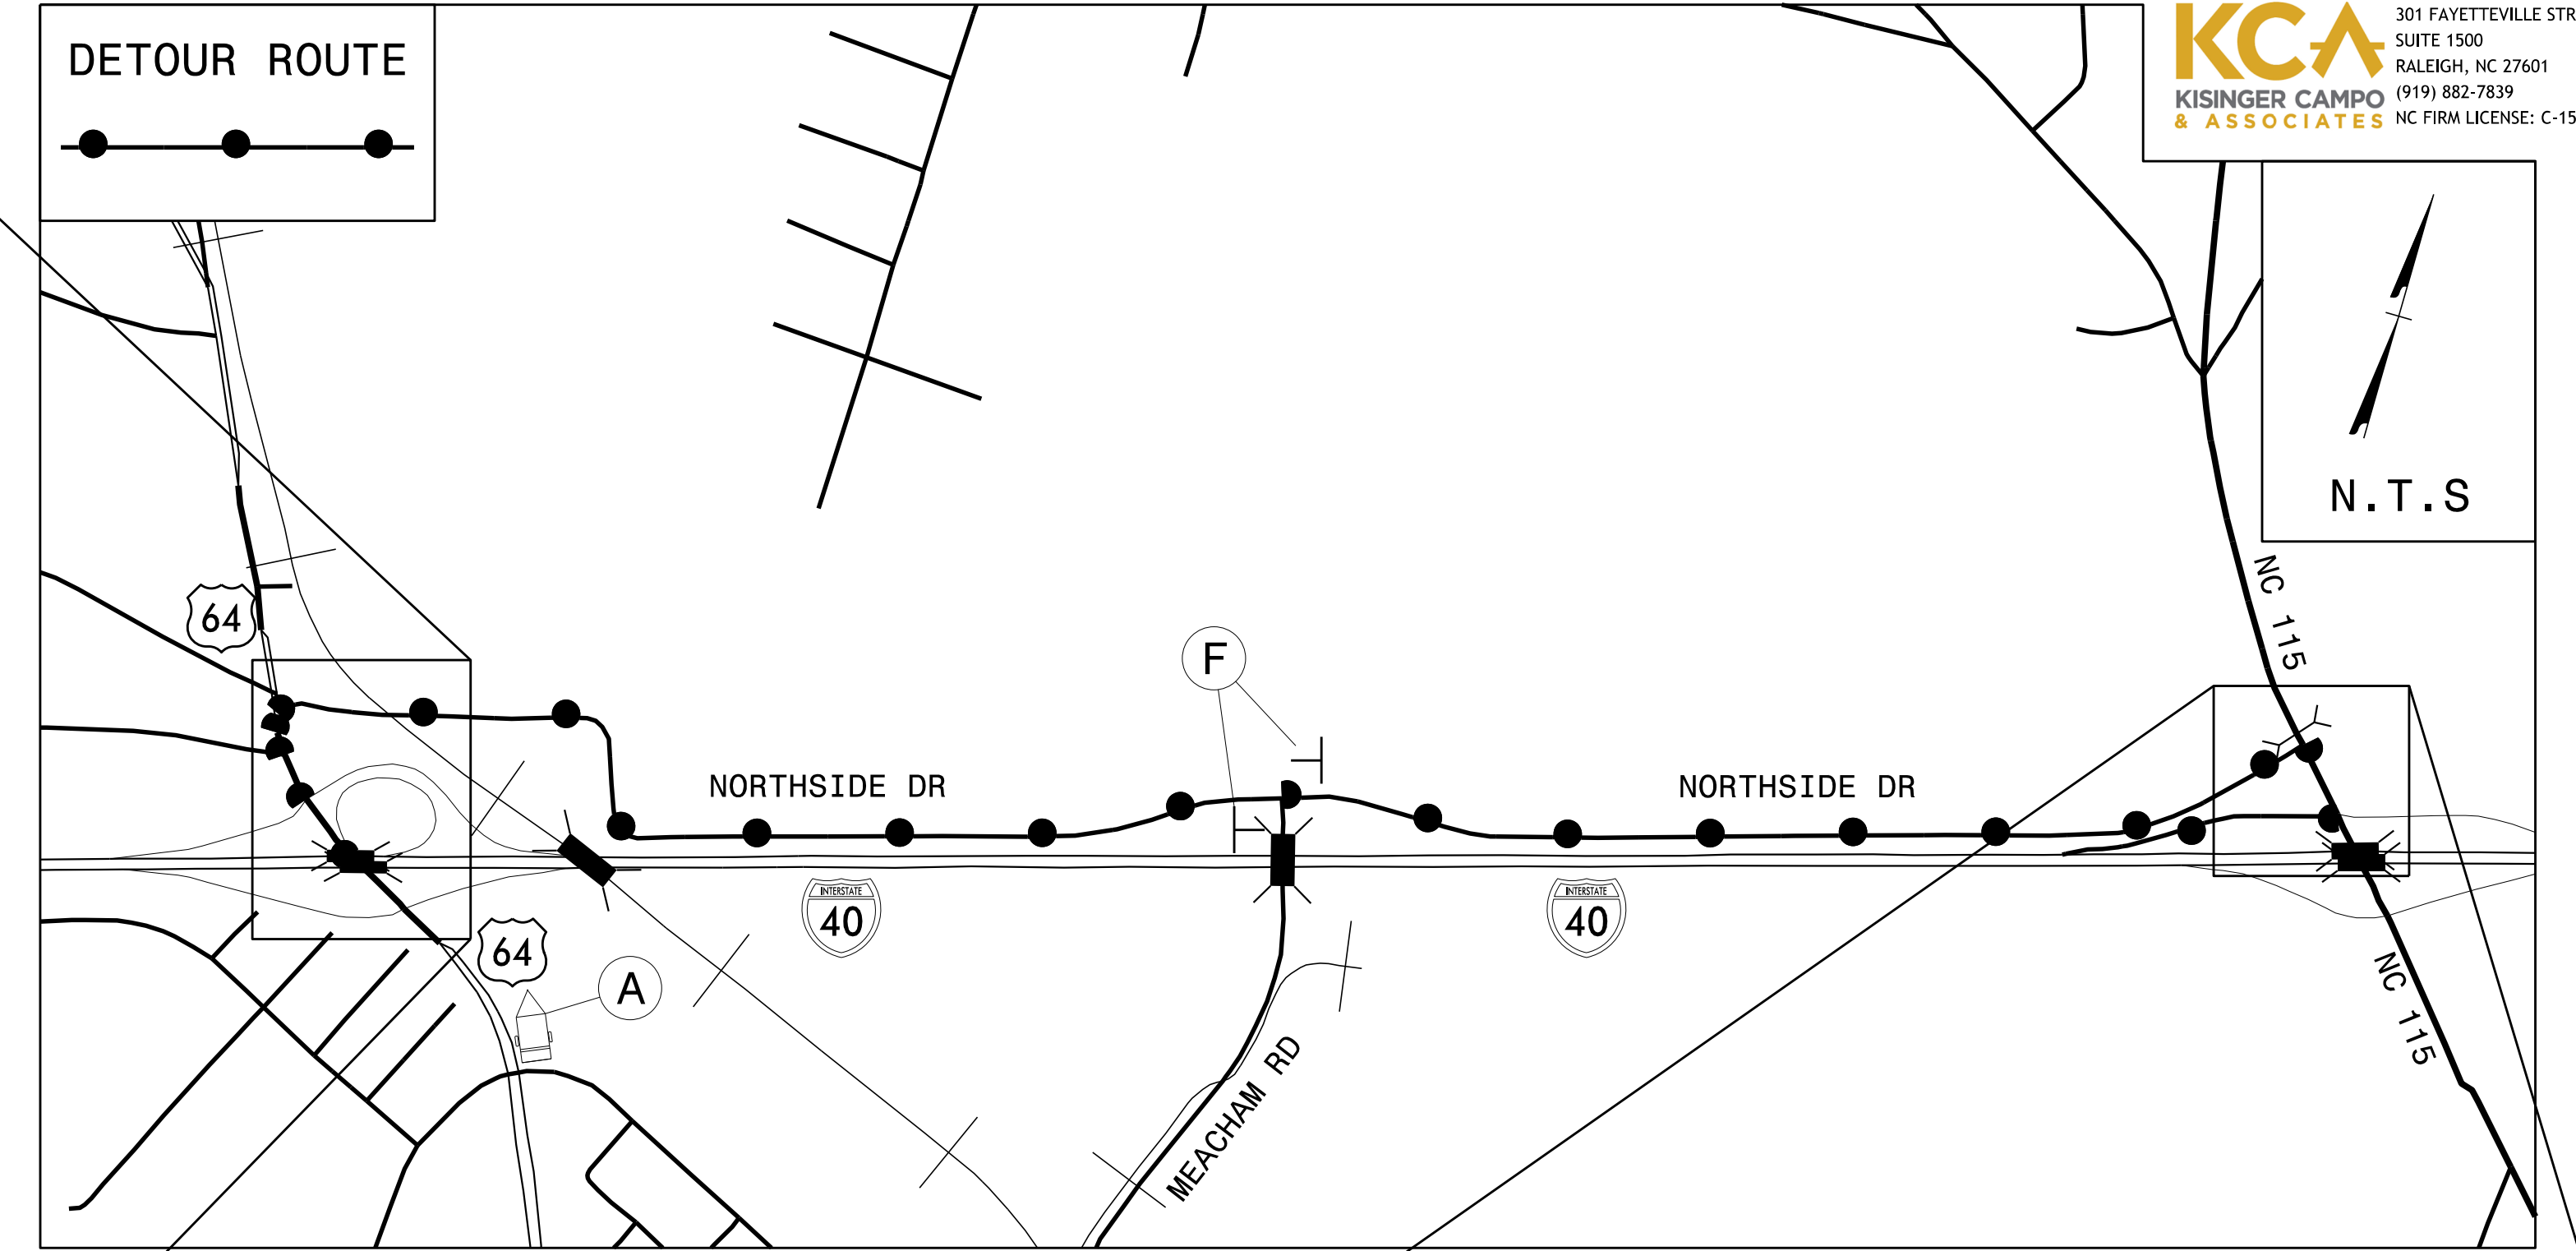 DETOUR ROUTE
KCA
KISINGER CAMPO
& ASSOCIATES
301 FAYETTEVILLE STR
SUITE 1500
RALEIGH, NC 27601
(919) 882-7839
NC FIRM LICENSE: C-15
N.T.S
NC 115
64
F
NORTHSIDE DR
NORTHSIDE DR
INTERSTATE
40
INTERSTATE
40
64
A
NC 115
MEACHAM RD